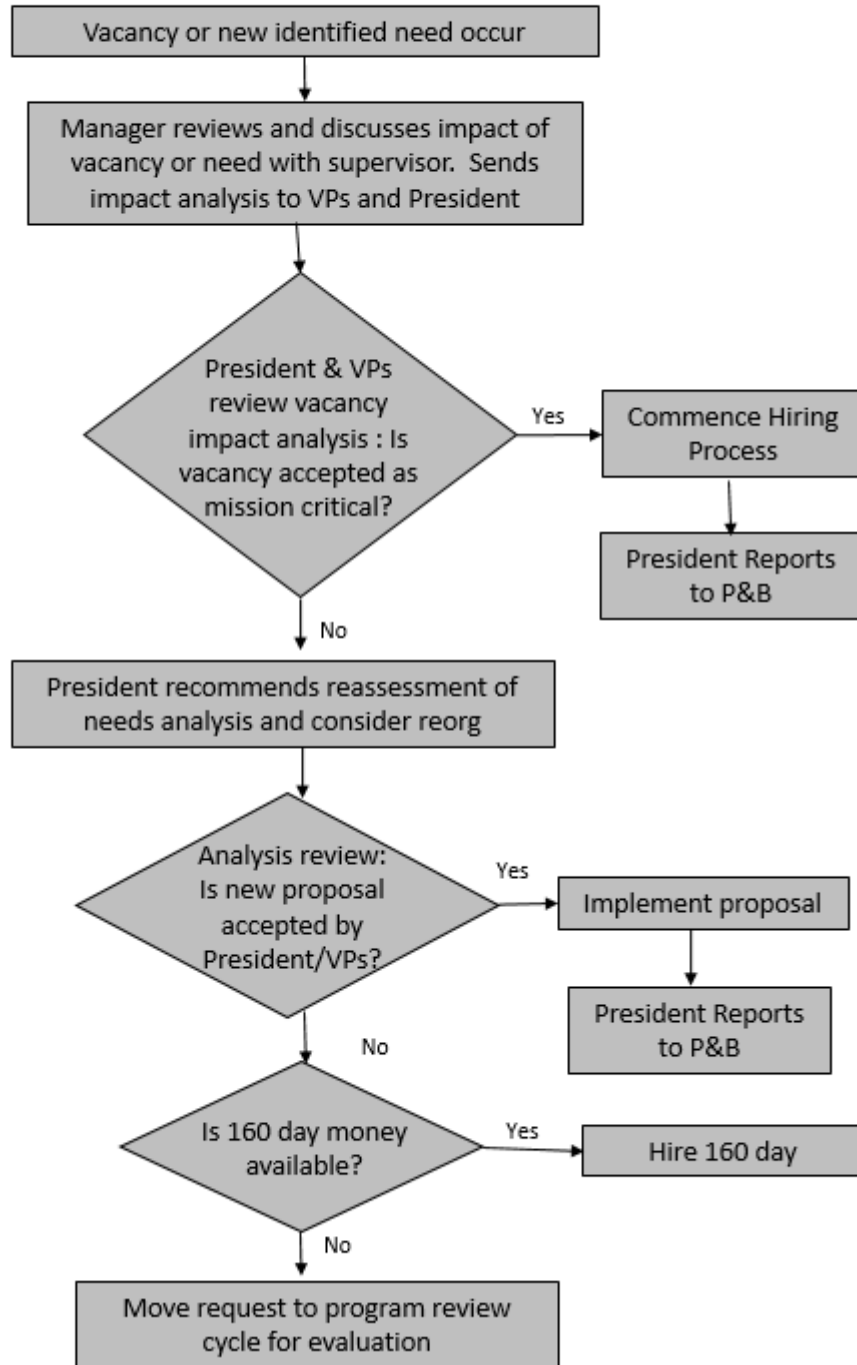 Vacancy or new identified need occur
Manager reviews and discusses impact of
vacancy or need with supervisor.  Sends
impact analysis to VPs and President
President & VPs
review vacancy
impact analysis : Is
vacancy accepted as
mission critical?
Yes
Commence Hiring
Process
President Reports
to P&B
No
President recommends reassessment of
needs analysis and consider reorg
Analysis review:
Is new proposal
accepted by
President/VPs?
Yes
Implement proposal
President Reports
to P&B
No
Is 160 day money
available?
Yes
Hire 160 day
No
Move request to program review
cycle for evaluation